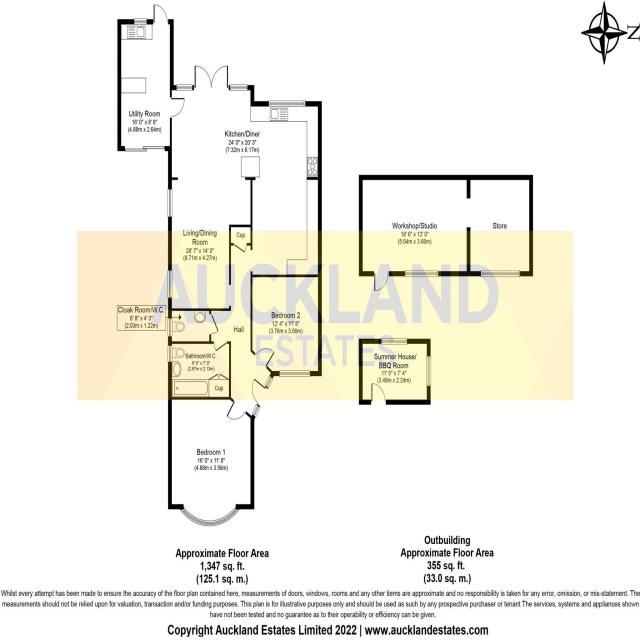 Z
Utility Room
16' 0" x 8' 8"
(4.88m x 2.64m)
Kitchen/Diner
24' 0" x 20' 3"
(7.32m x 6.17m)
Living/Dining
Room
28' 7" x 14' 0"
(8.71m x 4.27m)
Cup
Workshop/Studio
18' 6" x 12' 0"
(5.64m x 3.66m)
Store
AUCKLAND
ESTATES
Cloak Room/W.C.
6' 8" x 4' 0"
(2.03m x 1.22m)
Hall
Bedroom 2
12' 4" x 11' 8"
(3.76m x 3.56m)
Bathroom/W.C.
9' 9" x 7' 0"
(2.97m x 2.13m)
Cup
Summer House/
BBQ Room
11' 5" x 7' 4"
(3.48m x 2.24m)
Bedroom 1
16' 0" x 11' 8"
(4.88m x 3.56m)
Approximate Floor Area
1,347 sq. ft.
(125.1 sq. m.)
Outbuilding
Approximate Floor Area
355 sq. ft.
(33.0 sq. m.)
Whilst every attempt has been made to ensure the accuracy of the floor plan contained here, measurements of doors, windows, rooms and any other items are approximate and no responsibility is taken for any error, omission, or mis-statement. The
measurements should not be relied upon for valuation, transaction and/or funding purposes. This plan is for illustrative purposes only and should be used as such by any prospective purchaser or tenant The services, systems and appliances shown
have not been tested and no guarantee as to their operability or efficiency can be given.
Copyright Auckland Estates Limited 2022 | www.aucklandestates.com